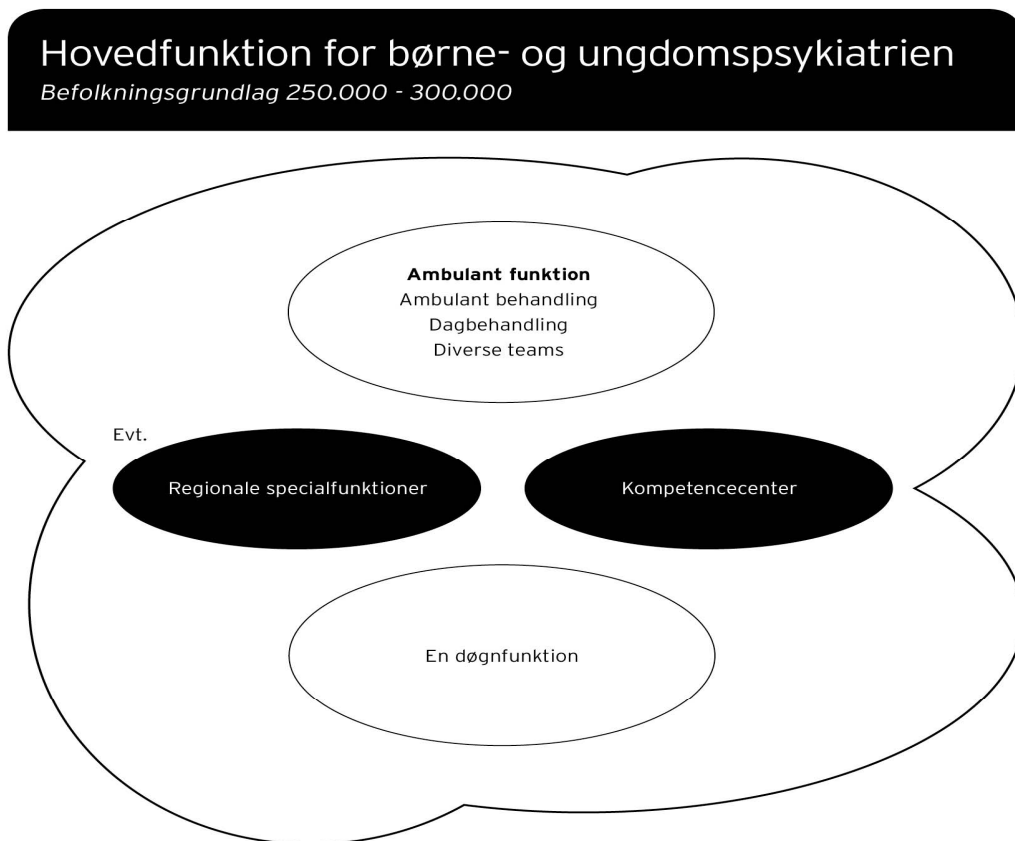 Hovedfunktion for børne- og ungdomspsykiatrien
Befolkningsgrundlag 250.000 - 300.000
Ambulant funktion
Ambulant behandling
Dagbehandling
Diverse teams
Evt.
Regionale specialfunktioner
Kompetencecenter
En døgnfunktion